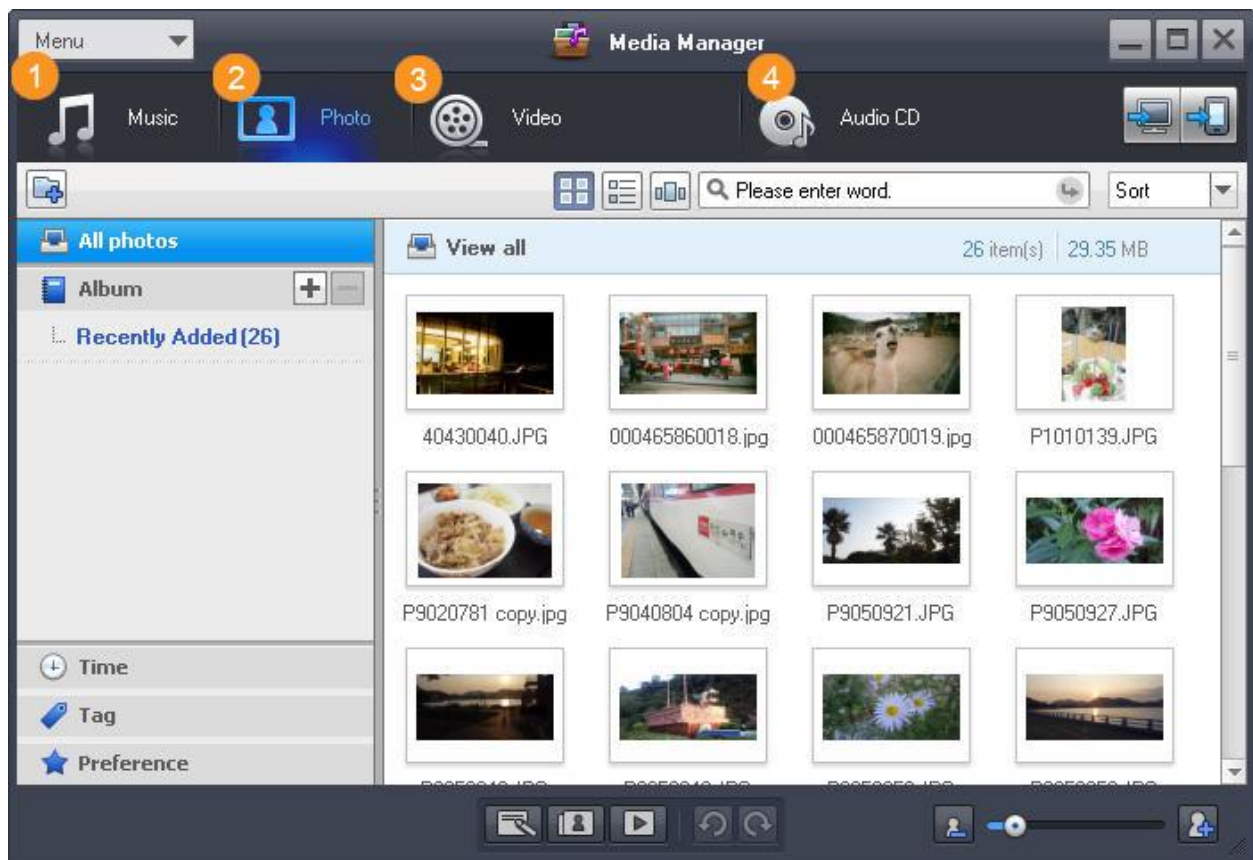 Menu
Media Manager
1
2
3
4
Music
Photo
Video
Audio CD
Please enter word.
Sort
All photos
Album
Recently Added (26)
Time
Tag
Preference
View all
26 item(s)
29.35 MB
40430040.JPG
000465860018.jpg
000465870019.jpg
P1010139.JPG
P9020781 copy.jpg
P9040804 copy.jpg
P9050921.JPG
P9050927.JPG